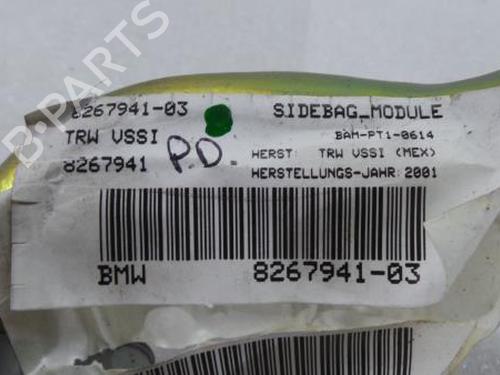 B-PARTS
8267941-03
SIDEBAG_MODULE
TRW VSSI
BAM-PT1-0614
8267941
P.D.
HERST: TRW VSSI (MEX)
HERSTELLUNGS-JAHR:2001
BMW
8267941-03